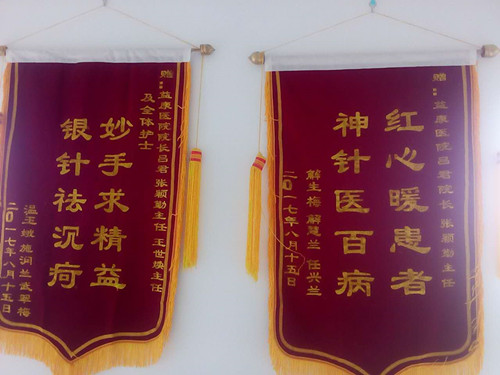 赠：益康医院院长吕君 张颖勤主任 王世焕主任
及全体护士
妙手求精益
银针祛沉疴
温玉娥 施润兰 武翠梅
二〇一七年八月十五日
赠：益康医院吕君院长 张颖勤主任
红心暖患者
神针医百病
解生梅 解慧兰 任兴兰
二〇一七年八月十五日